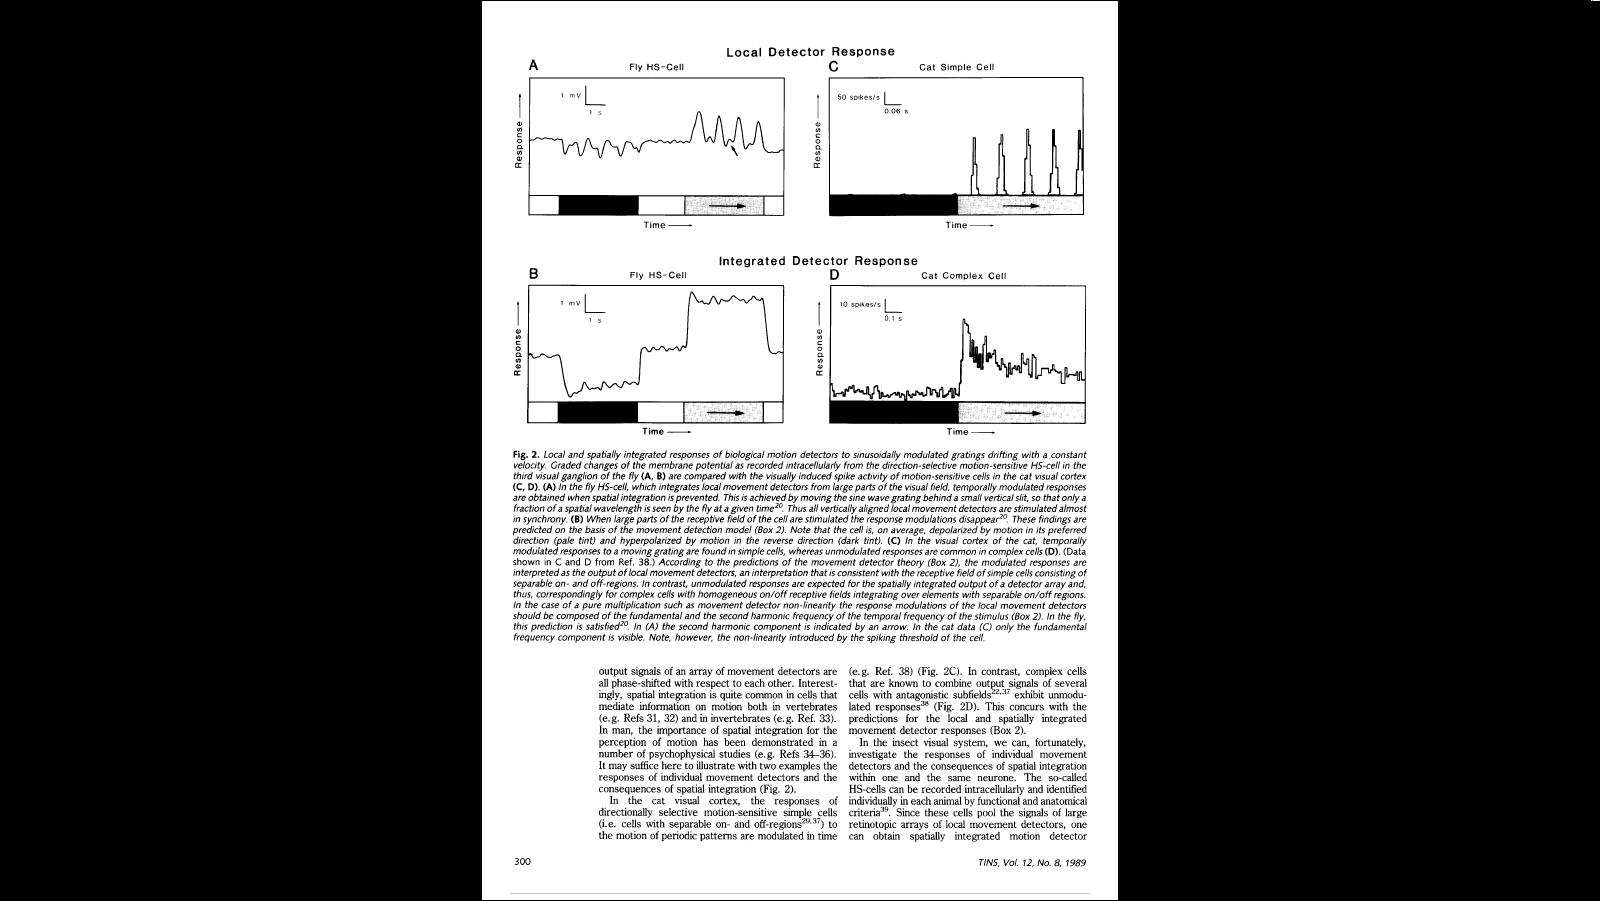 Local Detector Response
A
Fly HS-Cell
C
Cat Simple Cell
1 mV
1 s
50 spikes/s
0.06 s
Response
Response
Time
Time
Integrated Detector Response
B
Fly HS-Cell
D
Cat Complex Cell
1 mV
1 s
10 spikes/s
0.1 s
Response
Response
Time
Time
Fig. 2. Local and spatially integrated responses of biological motion detectors to sinusoidally modulated gratings drifting with a constant
velocity. Graded changes of the membrane potential as recorded intracellularly from the direction-selective motion-sensitive HS-cell in the
third visual ganglion of the fly (A, B) are compared with the visually induced spike activity of motion-sensitive cells in the cat visual cortex
(C, D). (A) In the fly HS-cell, which integrates local movement detectors from large parts of the visual field, temporally modulated responses
are obtained when spatial integration is prevented. This is achieved by moving the sine wave grating behind a small vertical slit, so that only a
fraction of a spatial wavelength is seen by the fly at a given time20. Thus all vertically aligned local movement detectors are stimulated almost
in synchrony. (B) When large parts of the receptive field of the cell are stimulated the response modulations disappear20. These findings are
predicted on the basis of the movement detection model (Box 2). Note that the cell is, on average, depolarized by motion in its preferred
direction (pale tint) and hyperpolarized by motion in the reverse direction (dark tint). (C) In the visual cortex of the cat, temporally
modulated responses to a moving grating are found in simple cells, whereas unmodulated responses are common in complex cells (D). (Data
shown in C and D from Ref. 38.) According to the predictions of the movement detector theory (Box 2), the modulated responses are
interpreted as the output of local movement detectors, an interpretation that is consistent with the receptive field of simple cells consisting of
separable on- and off-regions. In contrast, unmodulated responses are expected for the spatially integrated output of a detector array and,
thus, correspondingly for complex cells with homogeneous on/off receptive fields integrating over elements with separable on/off regions.
In the case of a pure multiplication such as movement detector non-linearity the response modulations of the local movement detectors
should be composed of the fundamental and the second harmonic frequency of the temporal frequency of the stimulus (Box 2). In the fly,
this prediction is satisfied20. In (A) the second harmonic component is indicated by an arrow. In the cat data (C) only the fundamental
frequency component is visible. Note, however, the non-linearity introduced by the spiking threshold of the cell.
output signals of an array of movement detectors are
all phase-shifted with respect to each other. Interest-
ingly, spatial integration is quite common in cells that
mediate information on motion both in vertebrates
(e.g. Refs 31, 32) and in invertebrates (e.g. Ref. 33).
In man, the importance of spatial integration for the
perception of motion has been demonstrated in a
number of psychophysical studies (e.g. Refs 34–36).
It may suffice here to illustrate with two examples the
responses of individual movement detectors and the
consequences of spatial integration (Fig. 2).
In the cat visual cortex, the responses of
directionally selective motion-sensitive simple cells
(i.e. cells with separable on- and off-regions29,37) to
the motion of periodic patterns are modulated in time
(e.g. Ref. 38) (Fig. 2C). In contrast, complex cells
that are known to combine output signals of several
cells with antagonistic subfields22,37 exhibit unmodu-
lated responses38 (Fig. 2D). This concurs with the
predictions for the local and spatially integrated
movement detector responses (Box 2).
In the insect visual system, we can, fortunately,
investigate the responses of individual movement
detectors and the consequences of spatial integration
within one and the same neurone. The so-called
HS-cells can be recorded intracellularly and identified
individually in each animal by functional and anatomical
criteria39. Since these cells pool the signals of large
retinotopic arrays of local movement detectors, one
can obtain spatially integrated motion detector
300
TINS, Vol. 12, No. 8, 1989